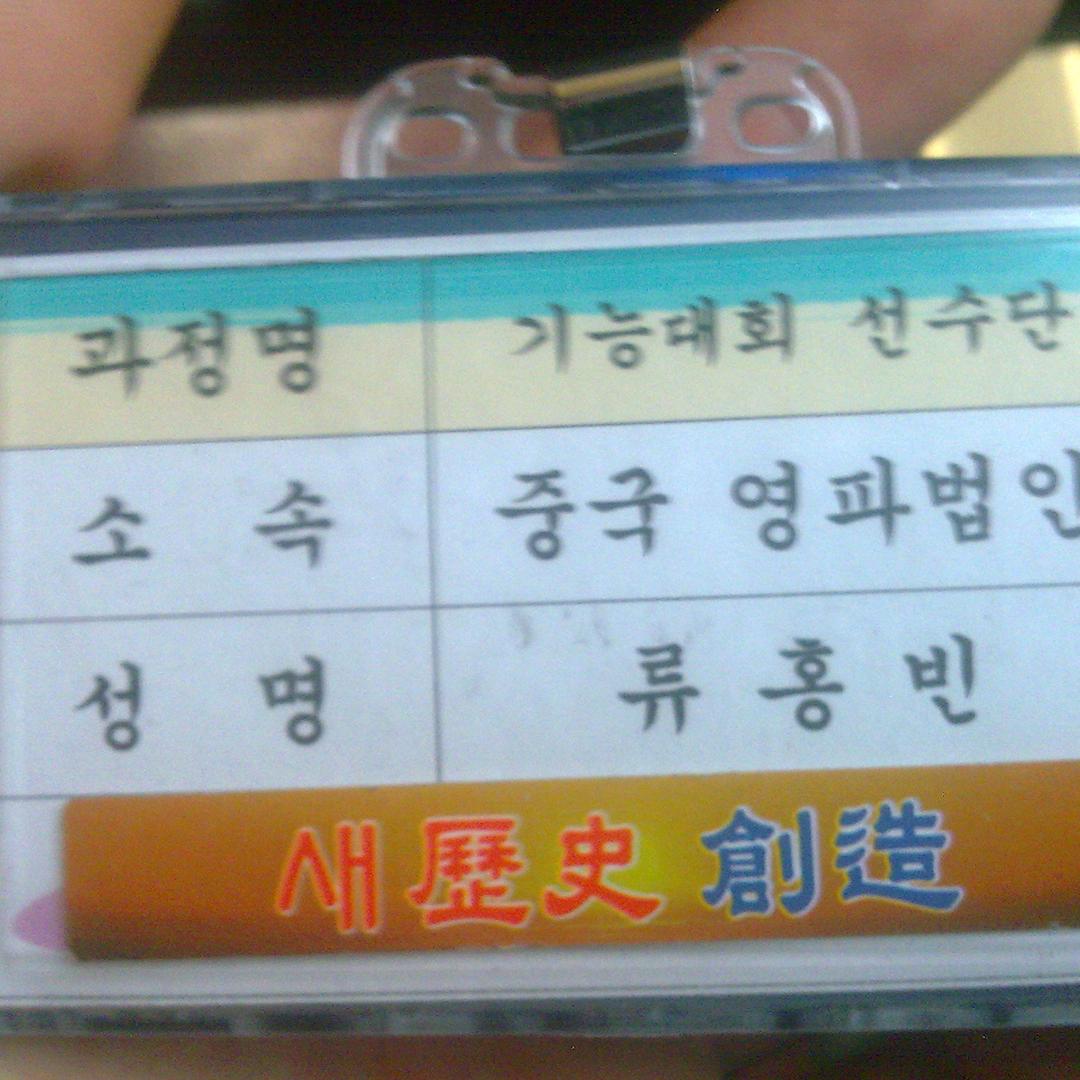 과정명 기능대회 선수단
소 속 중국 영파법인
성 명 류 홍 빈
새 歷史 創造